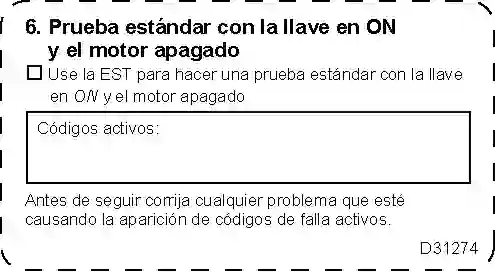 6. Prueba estándar con la llave en ON
y el motor apagado
Use la EST para hacer una prueba estándar con la llave
en ON y el motor apagado
Códigos activos:
Antes de seguir corrija cualquier problema que esté
causando la aparición de códigos de falla activos.
D31274